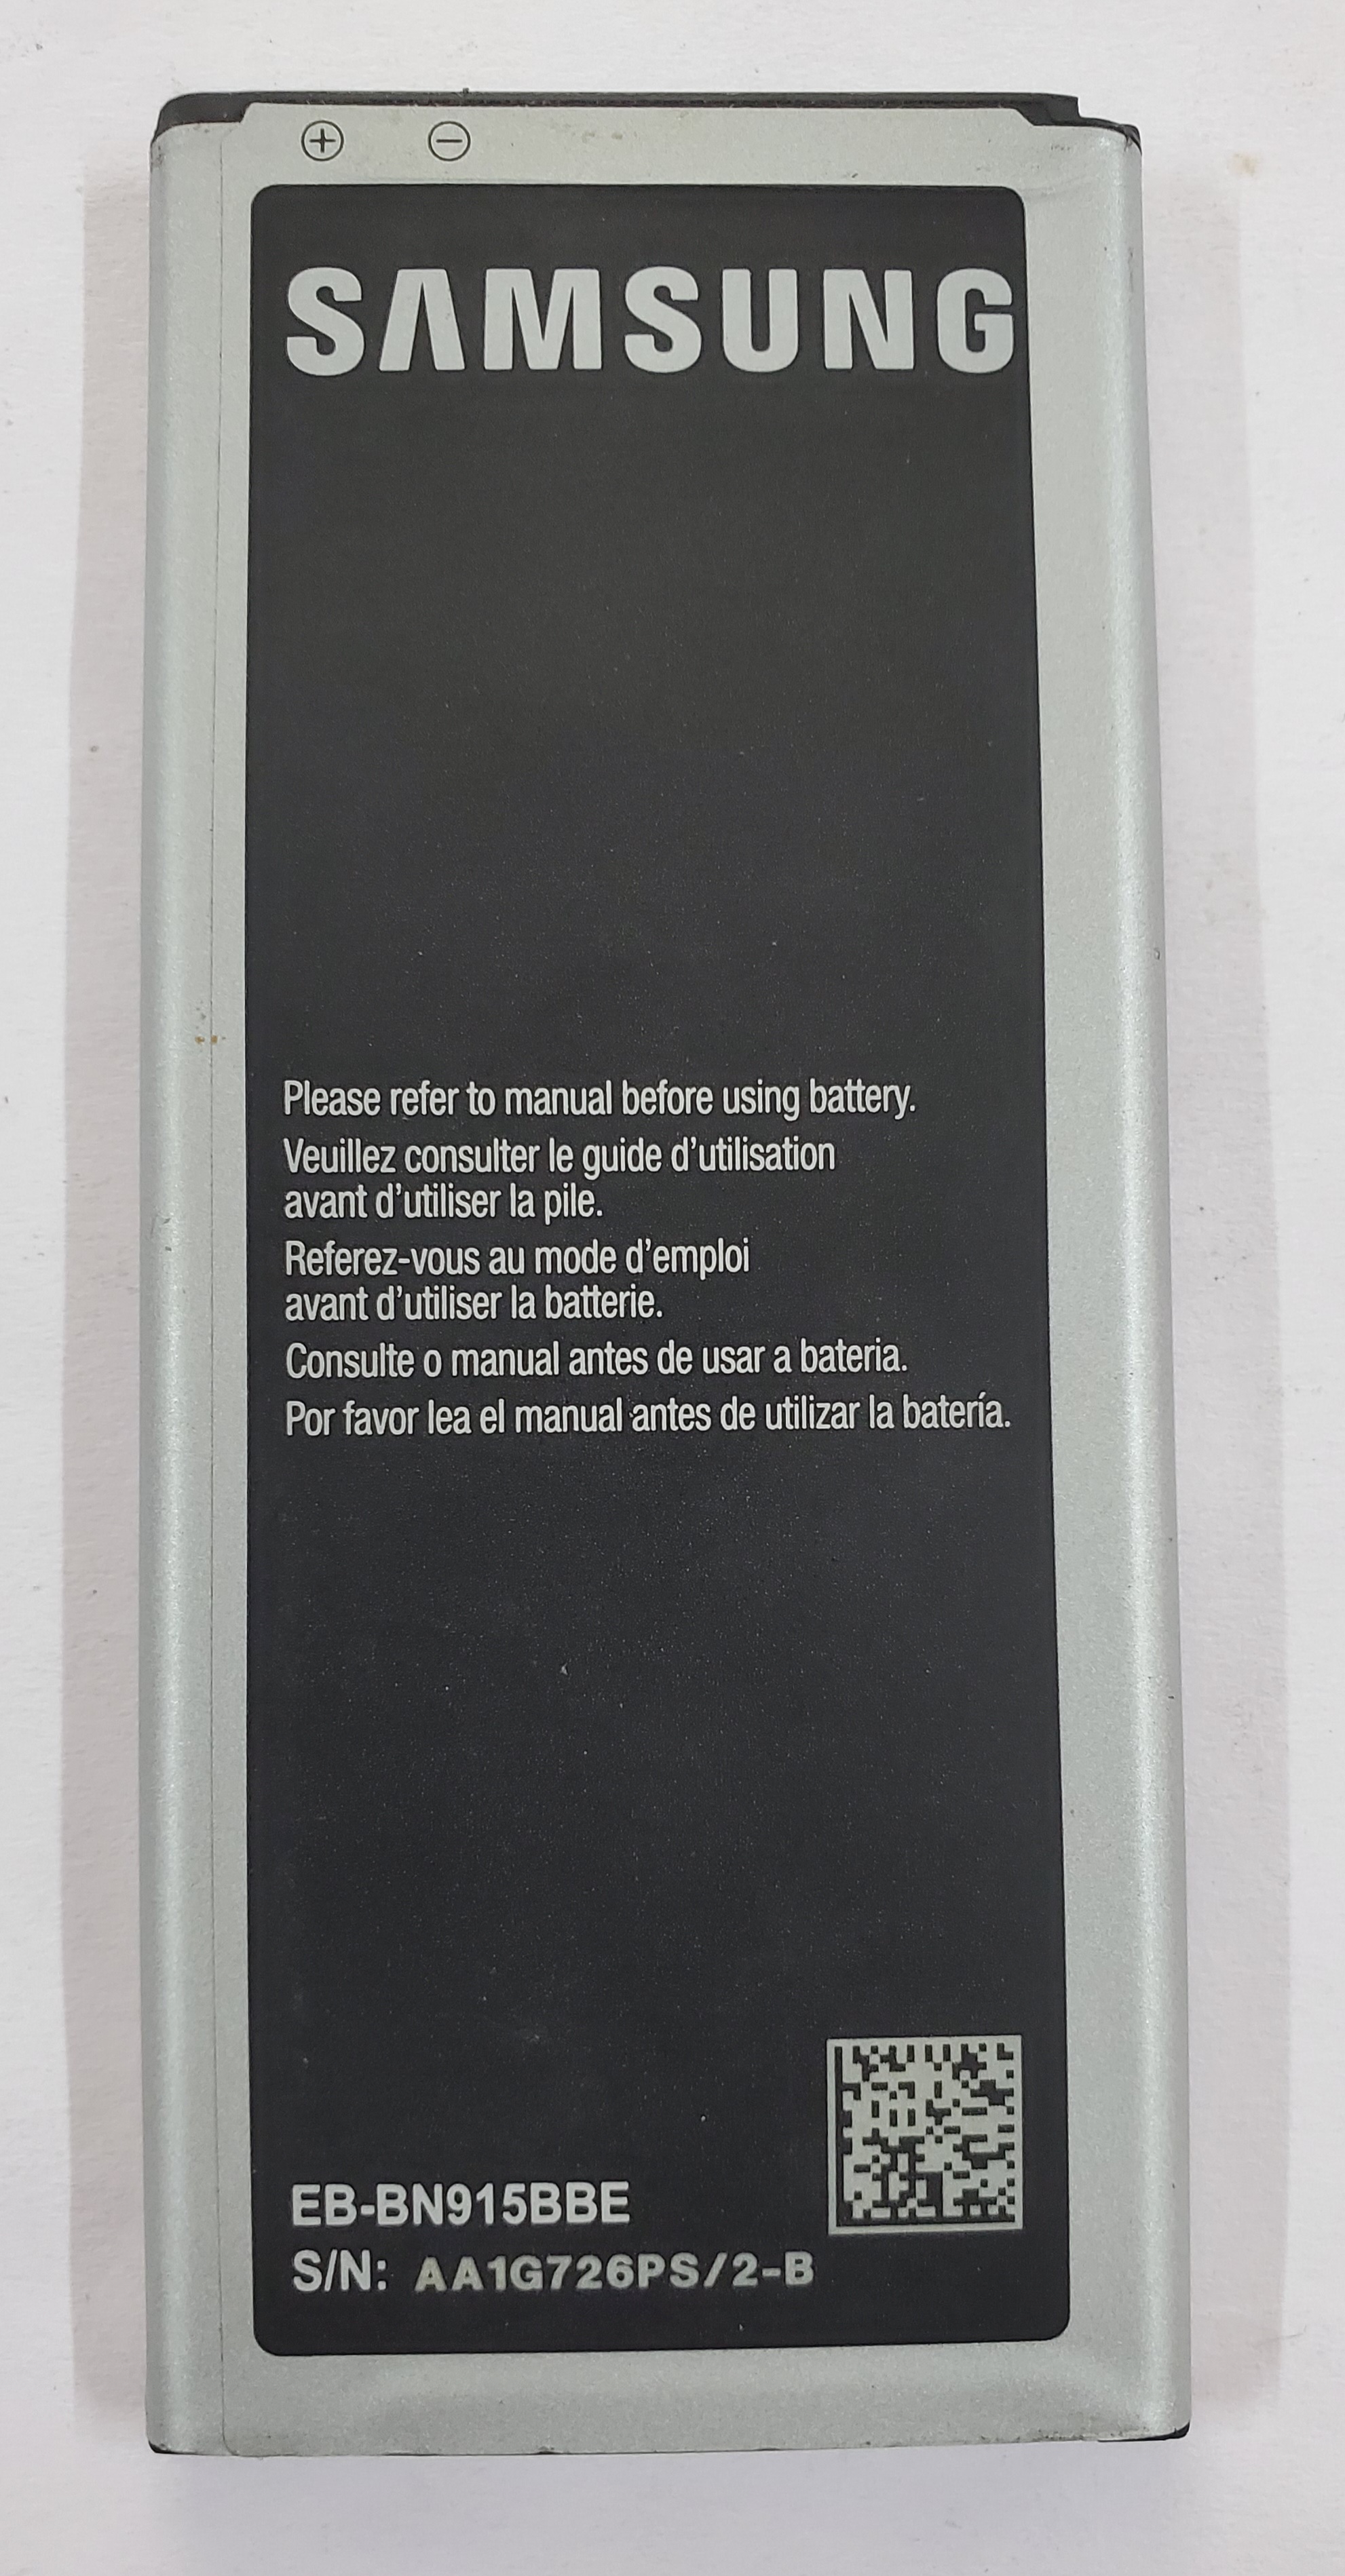 + −
SAMSUNG
Please refer to manual before using battery.
Veuillez consulter le guide d'utilisation
avant d'utiliser la pile.
Referez-vous au mode d'emploi
avant d'utiliser la batterie.
Consulte o manual antes de usar a bateria.
Por favor lea el manual antes de utilizar la batería.
EB-BN915BBE
S/N: AA1G726PS/2-B